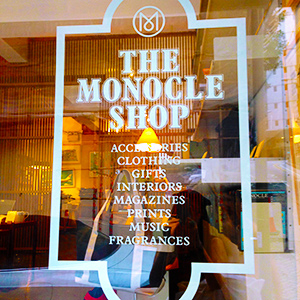 THE
MONOCLE
SHOP
ACCESSORIES
CLOTHING
GIFTS
INTERIORS
MAGAZINES
PRINTS
MUSIC
FRAGRANCES